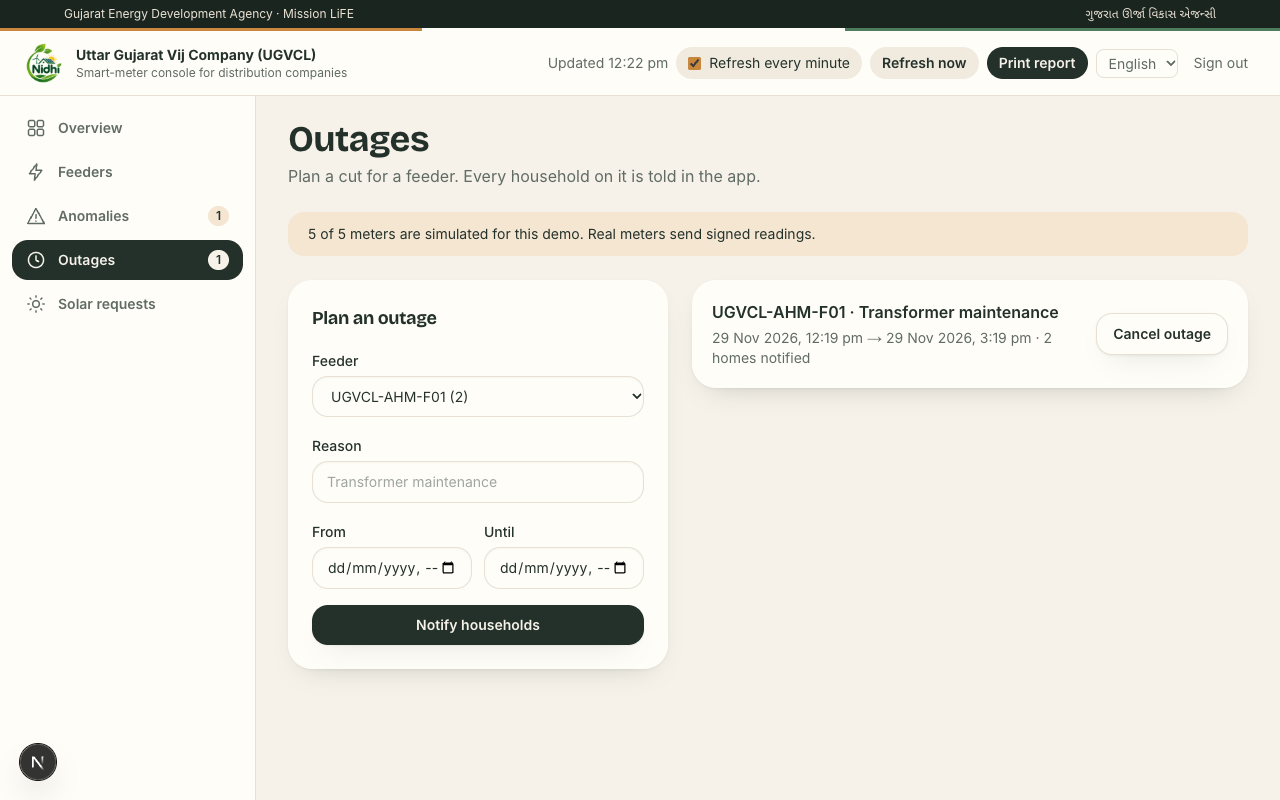 Gujarat Energy Development Agency · Mission LiFE
ગુજરાત ઊર્જા વિકાસ એજન્સી
Nidhi
Uttar Gujarat Vij Company (UGVCL)
Smart-meter console for distribution companies
Updated 12:22 pm
Refresh every minute
Refresh now
Print report
English
Sign out
Overview
Feeders
Anomalies 1
Outages 1
Solar requests
Outages
Plan a cut for a feeder. Every household on it is told in the app.
5 of 5 meters are simulated for this demo. Real meters send signed readings.
Plan an outage
Feeder
UGVCL-AHM-F01 (2)
Reason
Transformer maintenance
From
Until
dd/mm/yyyy, --
dd/mm/yyyy, --
Notify households
UGVCL-AHM-F01 · Transformer maintenance
29 Nov 2026, 12:19 pm → 29 Nov 2026, 3:19 pm · 2
homes notified
Cancel outage
N